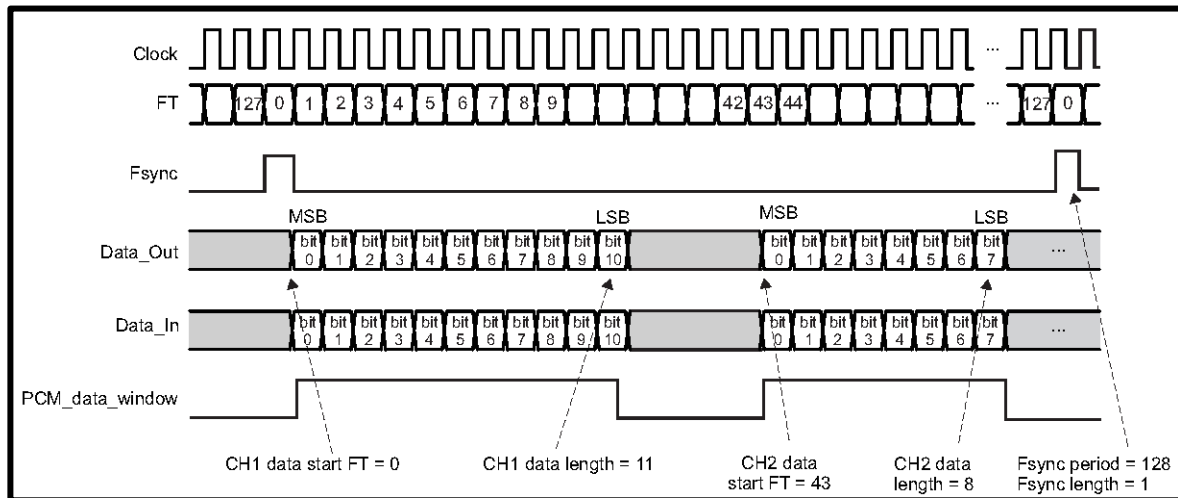 Clock ...
FT 127 0 1 2 3 4 5 6 7 8 9 42 43 44 ... 127 0
Fsync
MSB LSB MSB LSB
Data_Out bit 0 bit 1 bit 2 bit 3 bit 4 bit 5 bit 6 bit 7 bit 8 bit 9 bit 10 bit 0 bit 1 bit 2 bit 3 bit 4 bit 5 bit 6 bit 7 ...
Data_In bit 0 bit 1 bit 2 bit 3 bit 4 bit 5 bit 6 bit 7 bit 8 bit 9 bit 10 bit 0 bit 1 bit 2 bit 3 bit 4 bit 5 bit 6 bit 7 ...
PCM_data_window
CH1 data start FT = 0
CH1 data length = 11
CH2 data
start FT = 43
CH2 data
length = 8
Fsync period = 128
Fsync length = 1